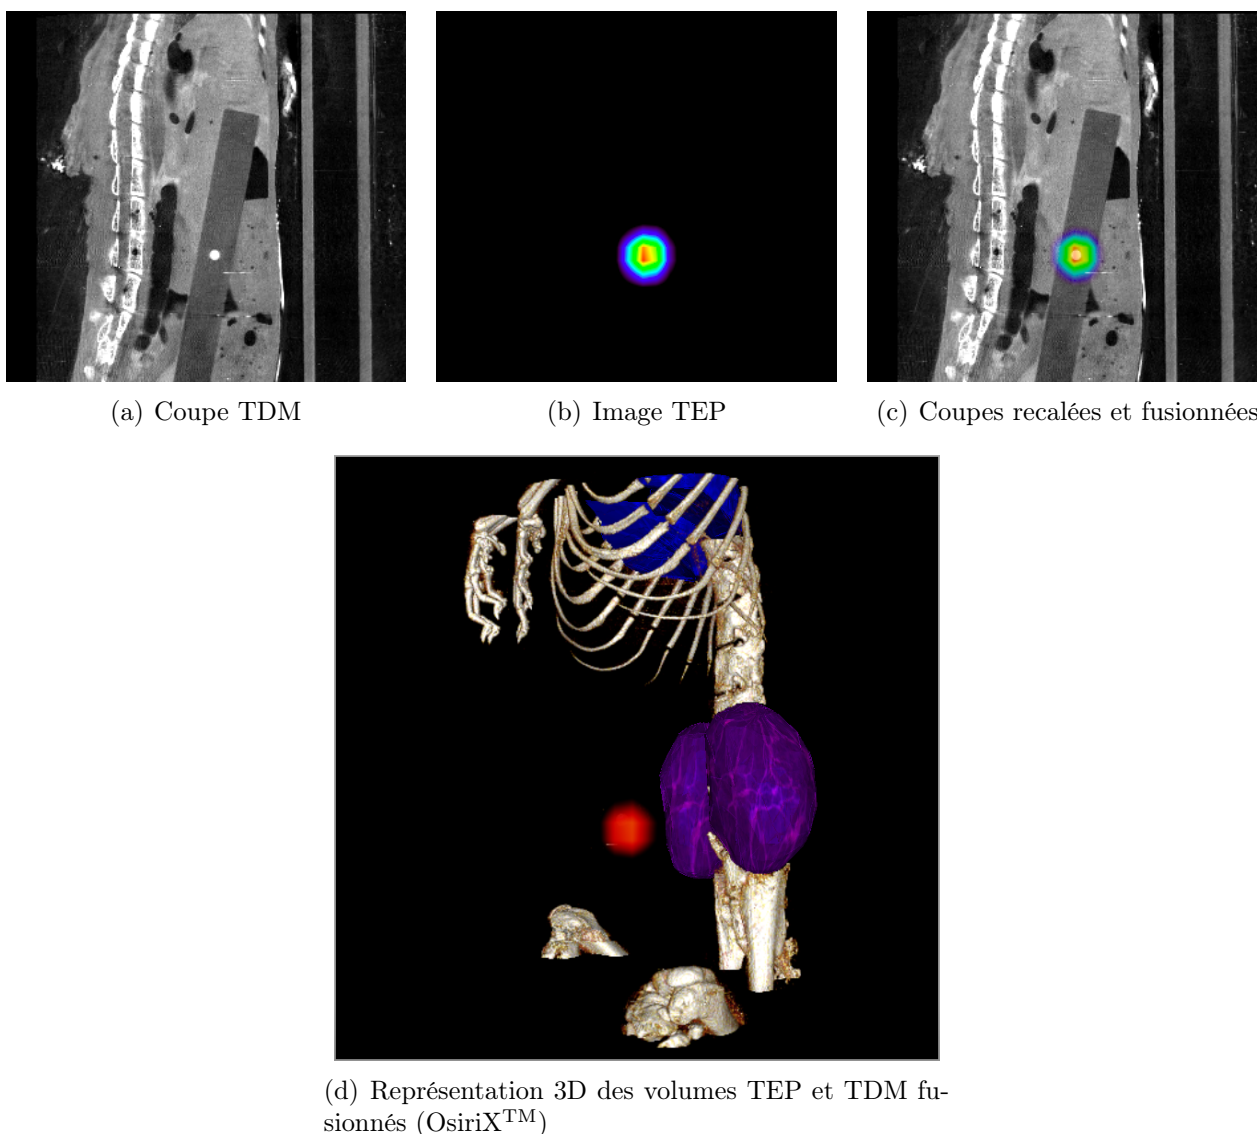 (a) Coupe TDM
(b) Image TEP
(c) Coupes recalées et fusionnées
(d) Représentation 3D des volumes TEP et TDM fu-
sionnés (OsiriX™)